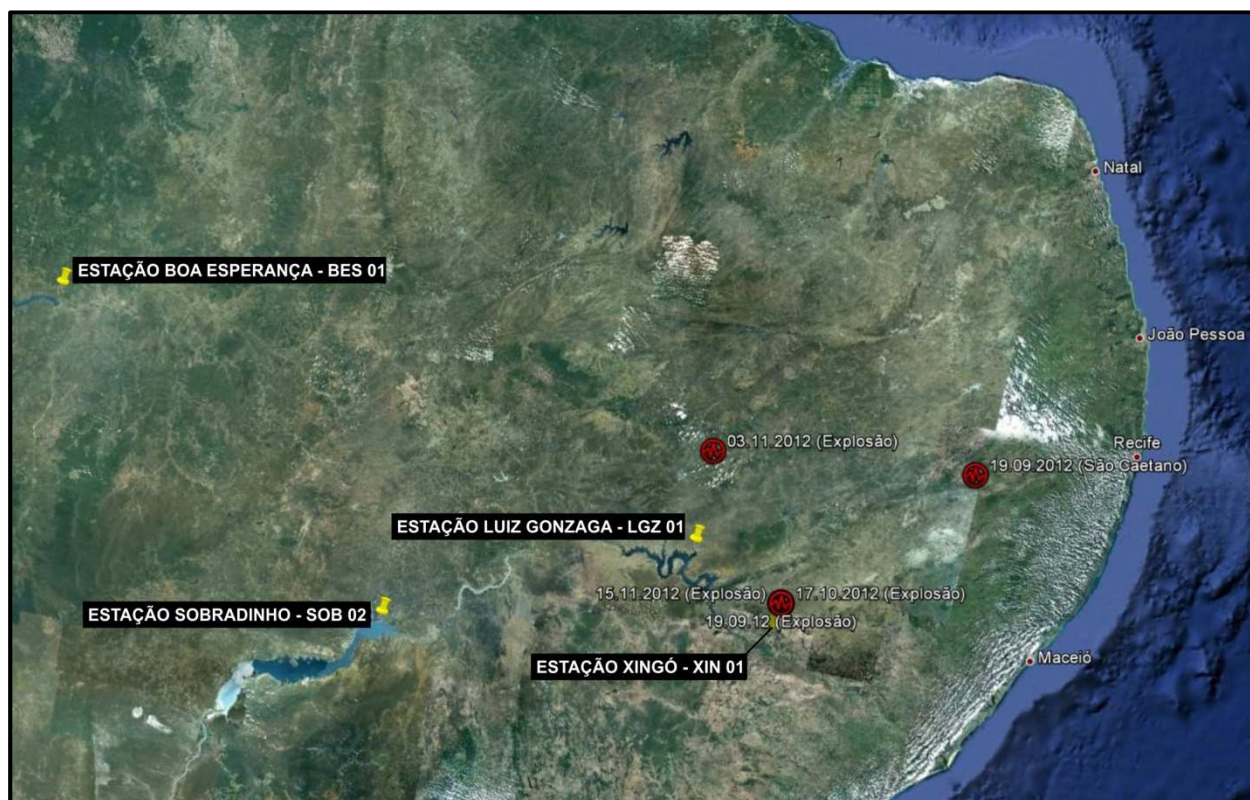 Natal
ESTAÇÃO BOA ESPERANÇA - BES 01
João Pessoa
03.11.2012 (Explosão)
Recife
19.09.2012 (São Caetano)
ESTAÇÃO LUIZ GONZAGA - LGZ 01
15.11.2012 (Explosão)
17.10.2012 (Explosão)
ESTAÇÃO SOBRADINHO - SOB 02
19.09.12 (Explosão)
Maceió
ESTAÇÃO XINGÓ - XIN 01